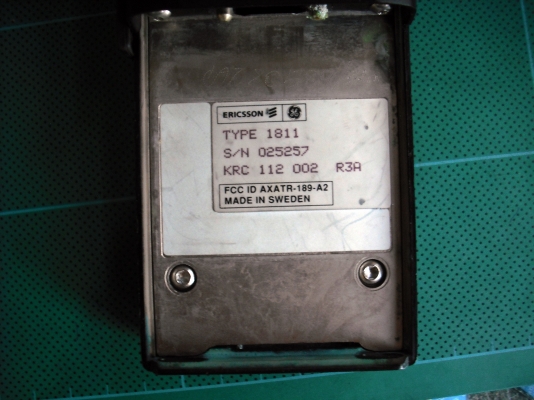 ERICSSON GE
TYPE 1811
S/N 025257
KRC 112 002 R3A
FCC ID AXATR-189-A2
MADE IN SWEDEN